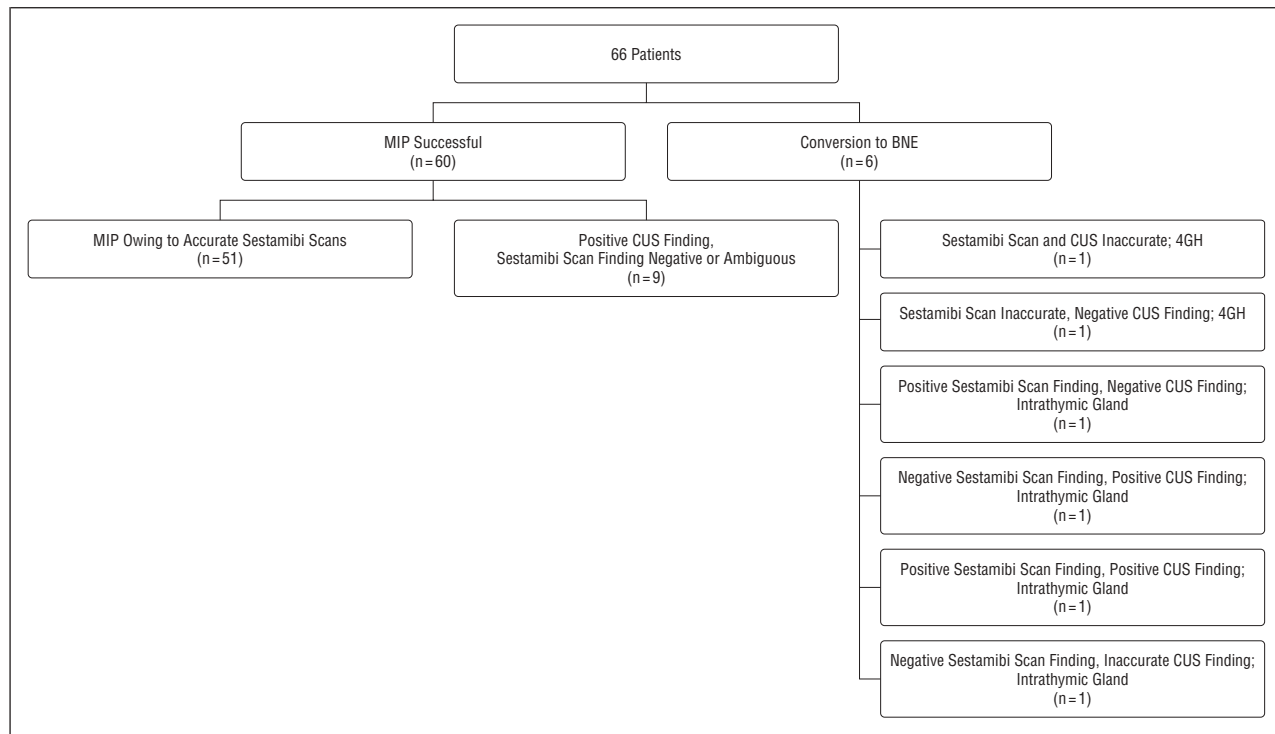 66 Patients
MIP Successful
(n=60)
Conversion to BNE
(n=6)
MIP Owing to Accurate Sestamibi Scans
(n=51)
Positive CUS Finding,
Sestamibi Scan Finding Negative or Ambiguous
(n=9)
Sestamibi Scan and CUS Inaccurate; 4GH
(n=1)
Sestamibi Scan Inaccurate, Negative CUS Finding; 4GH
(n=1)
Positive Sestamibi Scan Finding, Negative CUS Finding;
Intrathymic Gland
(n=1)
Negative Sestamibi Scan Finding, Positive CUS Finding;
Intrathymic Gland
(n=1)
Positive Sestamibi Scan Finding, Positive CUS Finding;
Intrathymic Gland
(n=1)
Negative Sestamibi Scan Finding, Inaccurate CUS Finding;
Intrathymic Gland
(n=1)